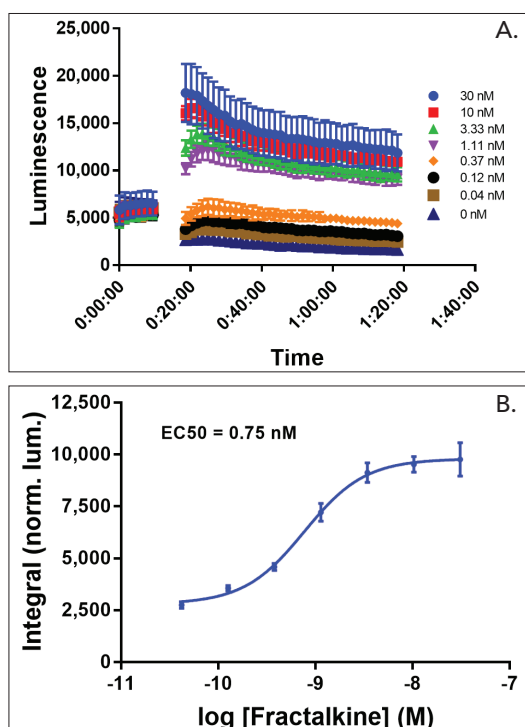 A.
25,000
20,000
15,000
10,000
5,000
0
Luminescence
0:00:00
0:20:00
0:40:00
1:00:00
1:20:00
1:40:00
Time
30 nM
10 nM
3.33 nM
1.11 nM
0.37 nM
0.12 nM
0.04 nM
0 nM
B.
12,500
10,000
7,500
5,000
2,500
0
Integral (norm. lum.)
EC50 = 0.75 nM
-11
-10
-9
-8
-7
log [Fractalkine] (M)